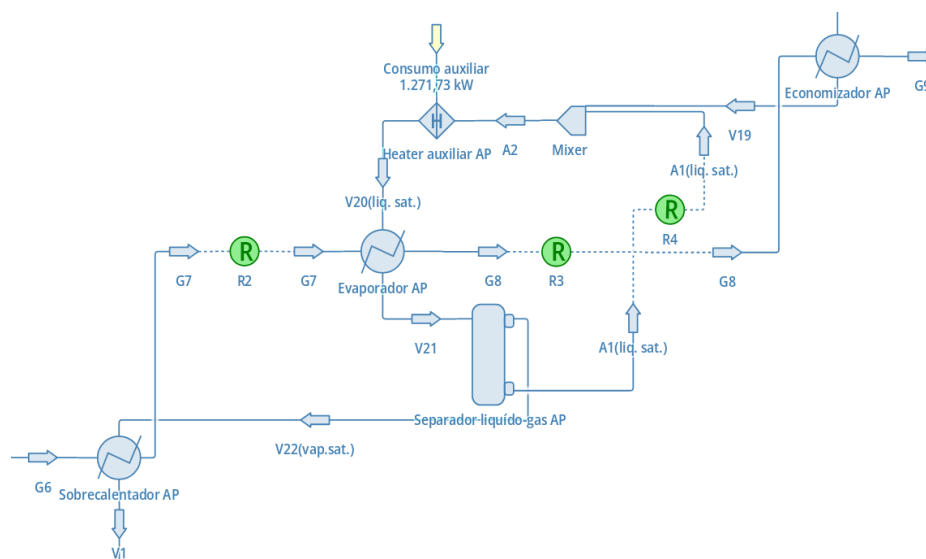 Consumo auxiliar
1.271,73 kW
Economizador AP
G9
H
Heater auxiliar AP
A2
Mixer
V19
A1(liq. sat.)
V20(liq. sat.)
R
R4
G7
R
R2
G7
Evaporador AP
G8
R
R3
G8
V21
A1(liq. sat.)
Separador-liquído-gas AP
V22(vap.sat.)
G6
Sobrecalentador AP
V1